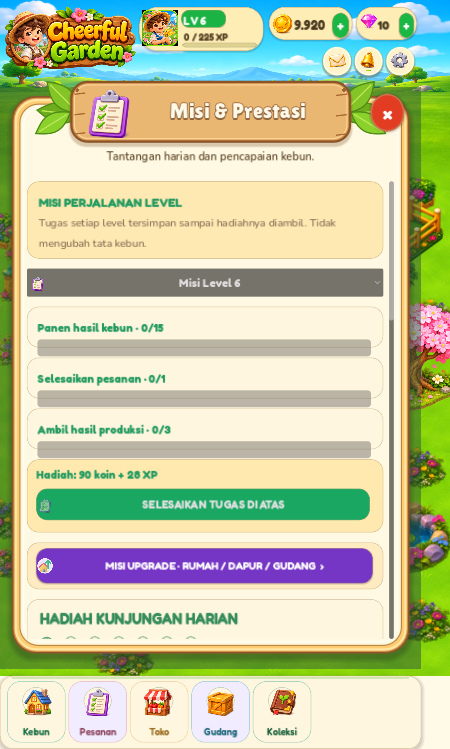 Cheerful
Garden
LV 6
0 / 225 XP
9.920
+
10
+
Misi & Prestasi
Tantangan harian dan pencapaian kebun.
MISI PERJALANAN LEVEL
Tugas setiap level tersimpan sampai hadiahnya diambil. Tidak
mengubah tata kebun.
Misi Level 6
Panen hasil kebun · 0/15
Selesaikan pesanan · 0/1
Ambil hasil produksi · 0/3
Hadiah: 90 koin + 26 XP
SELESAIKAN TUGAS DI ATAS
MISI UPGRADE · RUMAH / DAPUR / GUDANG ›
HADIAH KUNJUNGAN HARIAN
Kebun
Pesanan
Toko
Gudang
Koleksi